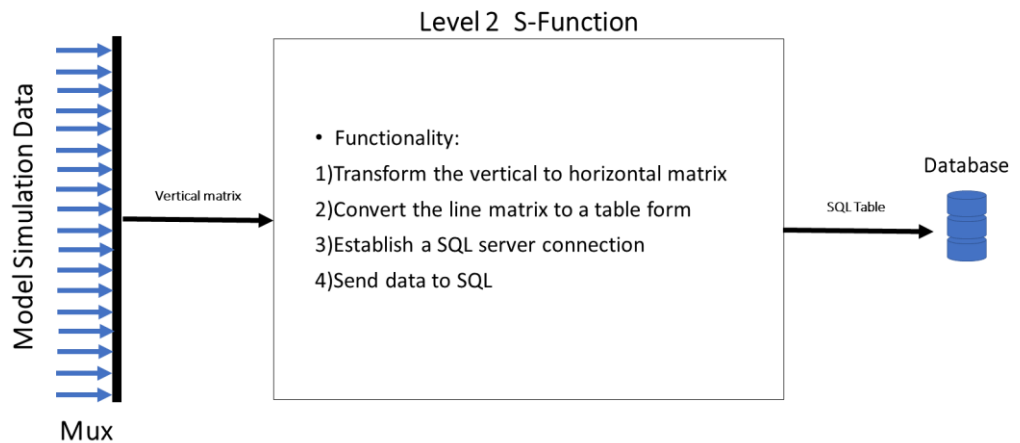 Level 2 S-Function
Model Simulation Data
• Functionality:
1)Transform the vertical to horizontal matrix
2)Convert the line matrix to a table form
3)Establish a SQL server connection
4)Send data to SQL
Vertical matrix
SQL Table
Database
Mux